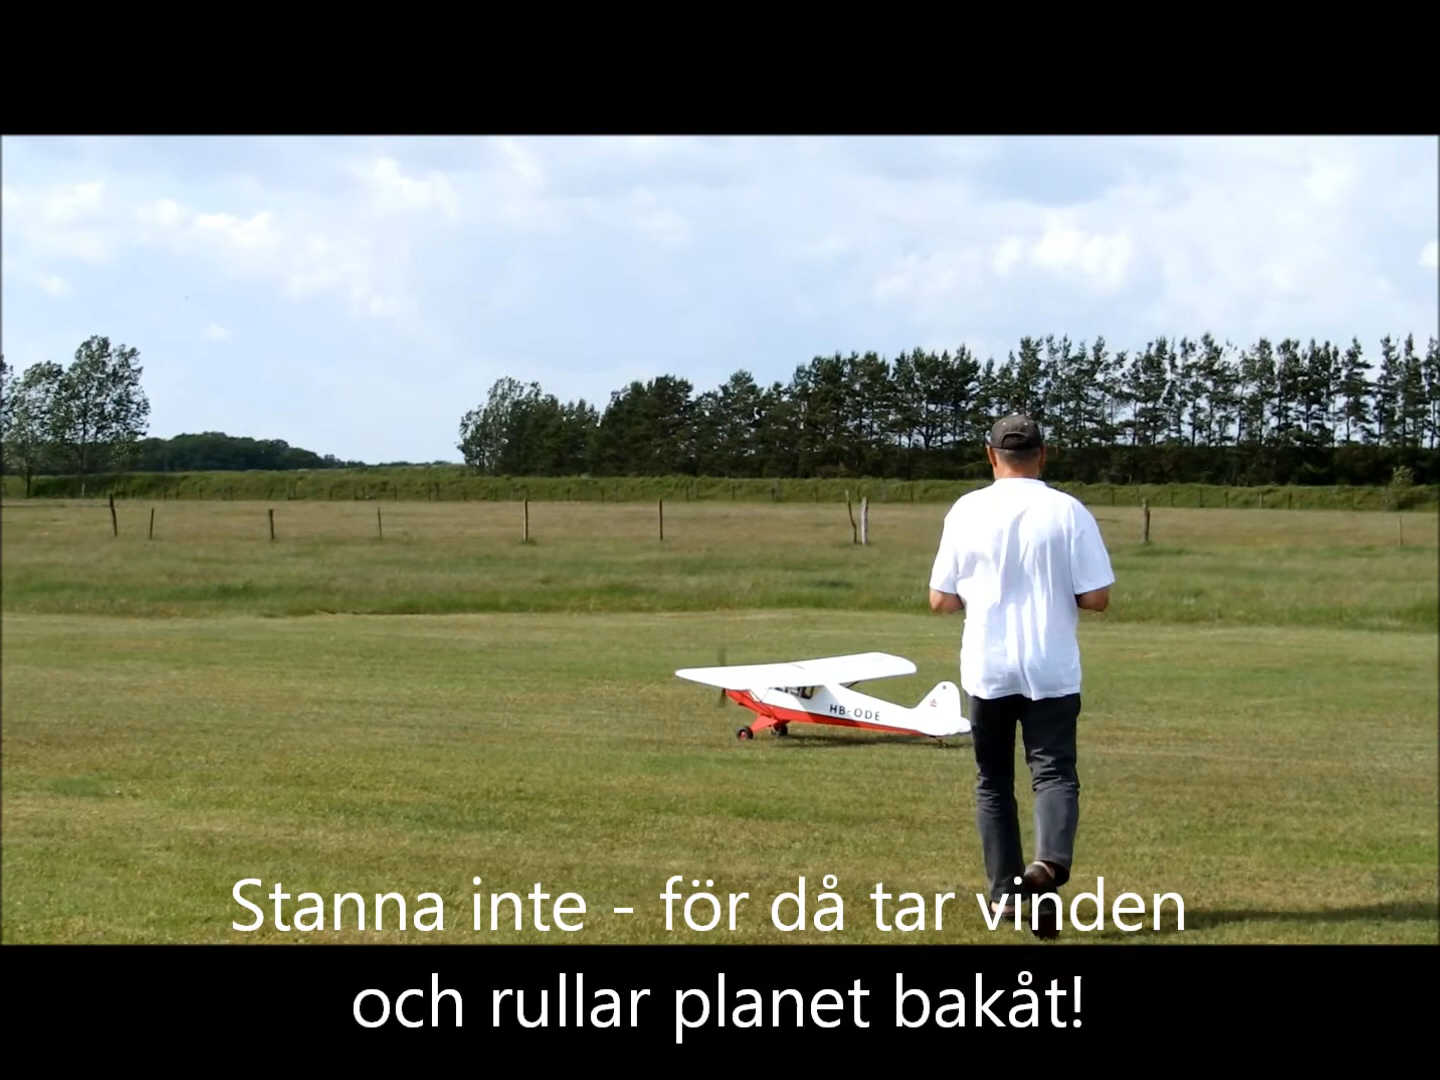 HB-ODE
Stanna inte - för då tar vinden
och rullar planet bakåt!